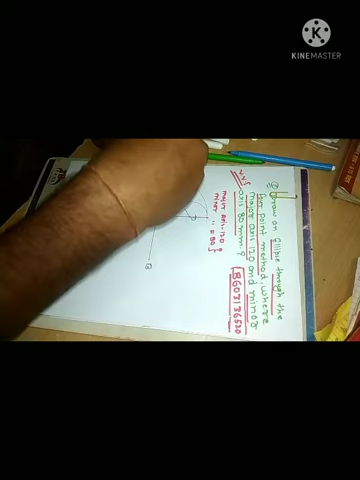 KINEMASTER
② Draw an Ellipse through the
four point method, where
major axis 120 and minor
axis 80 mm. ?
major axis = 120 }
minor " = 80 }
B